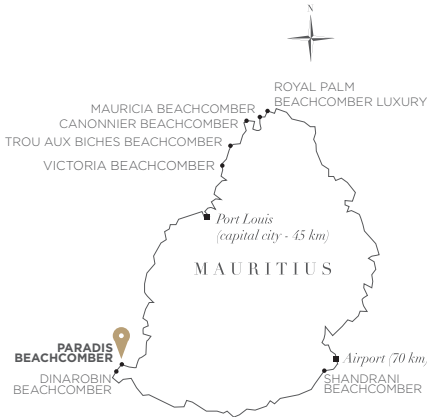 N
ROYAL PALM
BEACHCOMBER LUXURY
MAURICIA BEACHCOMBER
CANONNIER BEACHCOMBER
TROU AUX BICHES BEACHCOMBER
VICTORIA BEACHCOMBER
Port Louis
(capital city - 45 km)
MAURITIUS
PARADIS
BEACHCOMBER
Airport (70 km)
DINAROBIN
BEACHCOMBER
SHANDRANI
BEACHCOMBER